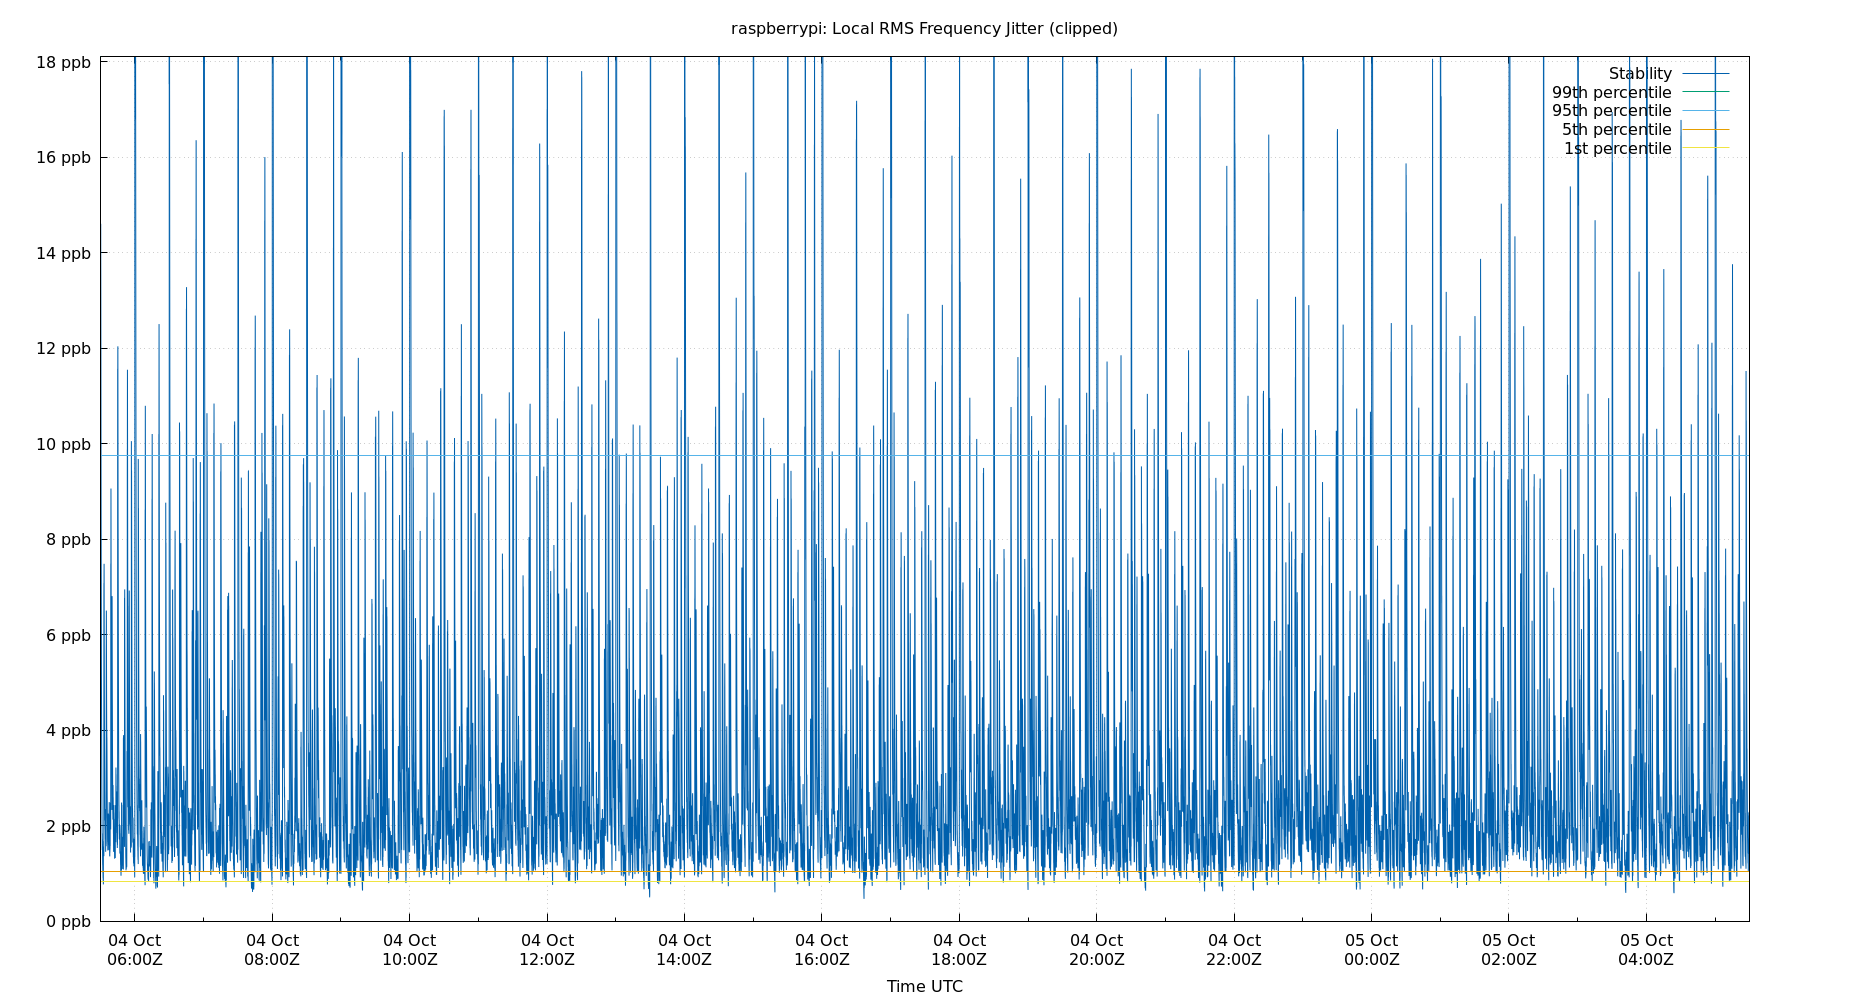 raspberrypi: Local RMS Frequency Jitter (clipped)
18 ppb
16 ppb
14 ppb
12 ppb
10 ppb
8 ppb
6 ppb
4 ppb
2 ppb
0 ppb
Stability
99th percentile
95th percentile
5th percentile
1st percentile
04 Oct 04 Oct 04 Oct 04 Oct 04 Oct 04 Oct 04 Oct 04 Oct 04 Oct 05 Oct 05 Oct 05 Oct
06:00Z 08:00Z 10:00Z 12:00Z 14:00Z 16:00Z 18:00Z 20:00Z 22:00Z 00:00Z 02:00Z 04:00Z
Time UTC